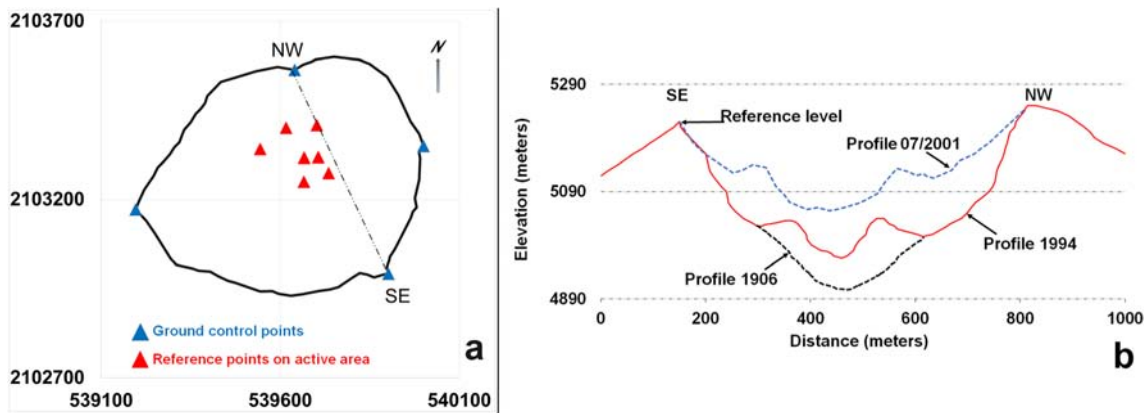 2103700
NW
N
2103200
SE
Ground control points
Reference points on active area
a
2102700
539100
539600
540100
5290
SE
NW
Reference level
Profile 07/2001
Elevation (meters)
5090
Profile 1994
Profile 1906
4890
0
200
400
600
800
1000
Distance (meters)
b